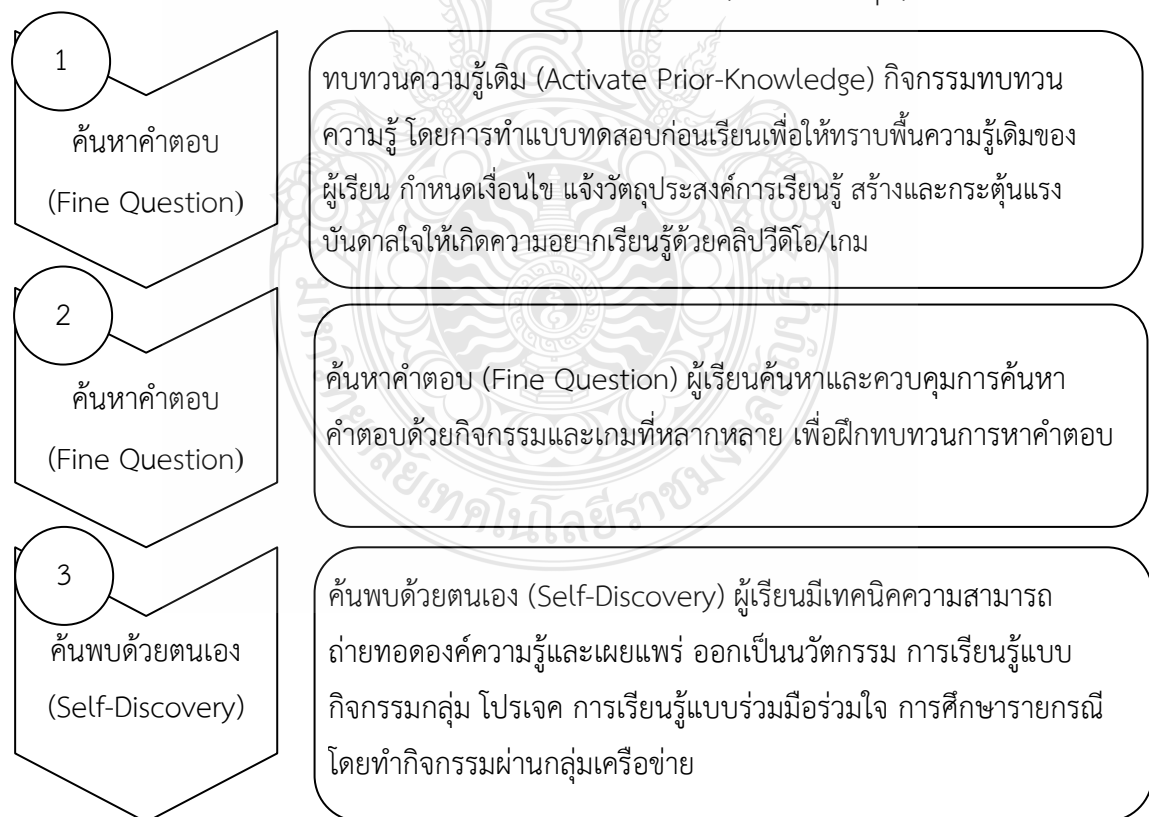 1
ค้นหาคำตอบ
(Fine Question)
ทบทวนความรู้เดิม (Activate Prior-Knowledge) กิจกรรมทบทวน
ความรู้ โดยการทำแบบทดสอบก่อนเรียนเพื่อให้ทราบพื้นความรู้เดิมของ
ผู้เรียน กำหนดเงื่อนไข แจ้งวัตถุประสงค์การเรียนรู้ สร้างและกระตุ้นแรง
บันดาลใจให้เกิดความอยากเรียนรู้ด้วยคลิปวีดิโอ/เกม
2
ค้นหาคำตอบ
(Fine Question)
ค้นหาคำตอบ (Fine Question) ผู้เรียนค้นหาและควบคุมการค้นหา
คำตอบด้วยกิจกรรมและเกมที่หลากหลาย เพื่อฝึกทบทวนการหาคำตอบ
3
ค้นพบด้วยตนเอง
(Self-Discovery)
ค้นพบด้วยตนเอง (Self-Discovery) ผู้เรียนมีเทคนิคความสามารถ
ถ่ายทอดองค์ความรู้และเผยแพร่ ออกเป็นนวัตกรรม การเรียนรู้แบบ
กิจกรรมกลุ่ม โปรเจค การเรียนรู้แบบร่วมมือร่วมใจ การศึกษารายกรณี
โดยทำกิจกรรมผ่านกลุ่มเครือข่าย